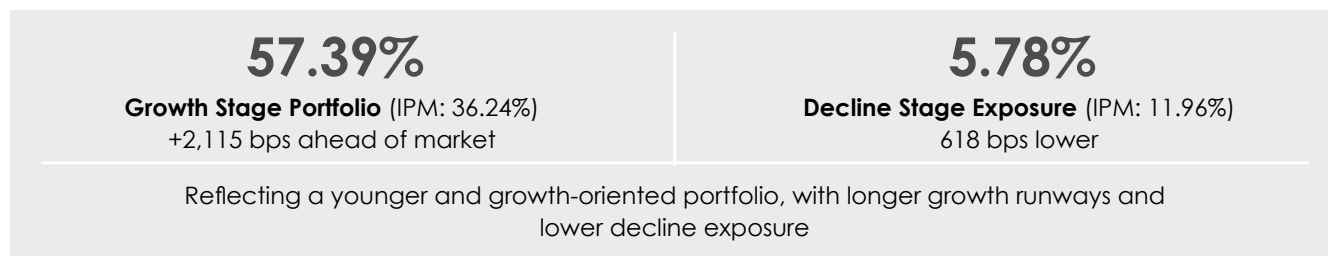 57.39%
Growth Stage Portfolio (IPM: 36.24%)
+2,115 bps ahead of market
5.78%
Decline Stage Exposure (IPM: 11.96%)
618 bps lower
Reflecting a younger and growth-oriented portfolio, with longer growth runways and
lower decline exposure